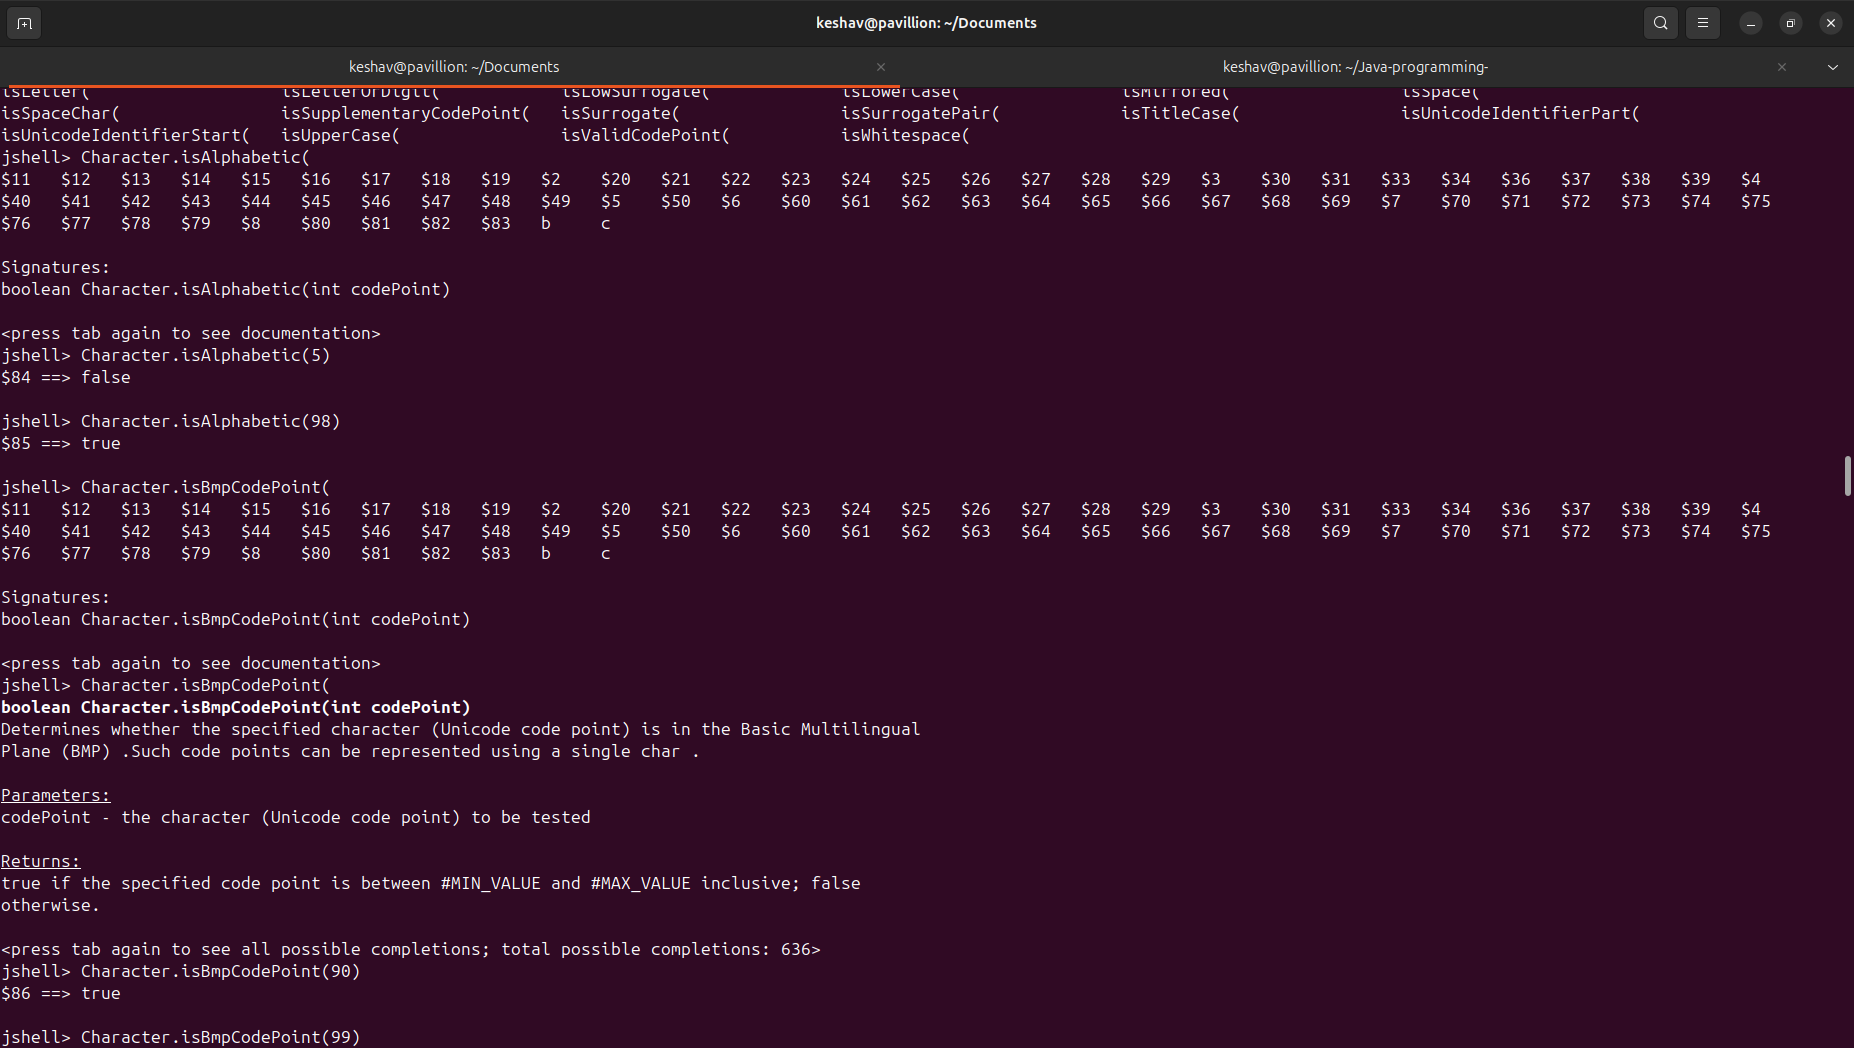 keshav@pavillion: ~/Documents
keshav@pavillion: ~/Documents × keshav@pavillion: ~/Java-programming- ×
isLetter( isLetterOrDigit( isLowSurrogate( isLowerCase( isMirrored( isSpace(
isSpaceChar( isSupplementaryCodePoint( isSurrogate( isSurrogatePair( isTitleCase( isUnicodeIdentifierPart(
isUnicodeIdentifierStart( isUpperCase( isValidCodePoint( isWhitespace(
jshell> Character.isAlphabetic(
$11 $12 $13 $14 $15 $16 $17 $18 $19 $2 $20 $21 $22 $23 $24 $25 $26 $27 $28 $29 $3 $30 $31 $33 $34 $36 $37 $38 $39 $4
$40 $41 $42 $43 $44 $45 $46 $47 $48 $49 $5 $50 $6 $60 $61 $62 $63 $64 $65 $66 $67 $68 $69 $7 $70 $71 $72 $73 $74 $75
$76 $77 $78 $79 $8 $80 $81 $82 $83 b c
Signatures:
boolean Character.isAlphabetic(int codePoint)
<press tab again to see documentation>
jshell> Character.isAlphabetic(5)
$84 ==> false
jshell> Character.isAlphabetic(98)
$85 ==> true
jshell> Character.isBmpCodePoint(
$11 $12 $13 $14 $15 $16 $17 $18 $19 $2 $20 $21 $22 $23 $24 $25 $26 $27 $28 $29 $3 $30 $31 $33 $34 $36 $37 $38 $39 $4
$40 $41 $42 $43 $44 $45 $46 $47 $48 $49 $5 $50 $6 $60 $61 $62 $63 $64 $65 $66 $67 $68 $69 $7 $70 $71 $72 $73 $74 $75
$76 $77 $78 $79 $8 $80 $81 $82 $83 b c
Signatures:
boolean Character.isBmpCodePoint(int codePoint)
<press tab again to see documentation>
jshell> Character.isBmpCodePoint(
boolean Character.isBmpCodePoint(int codePoint)
Determines whether the specified character (Unicode code point) is in the Basic Multilingual
Plane (BMP) .Such code points can be represented using a single char .
Parameters:
codePoint - the character (Unicode code point) to be tested
Returns:
true if the specified code point is between #MIN_VALUE and #MAX_VALUE inclusive; false
otherwise.
<press tab again to see all possible completions; total possible completions: 636>
jshell> Character.isBmpCodePoint(90)
$86 ==> true
jshell> Character.isBmpCodePoint(99)